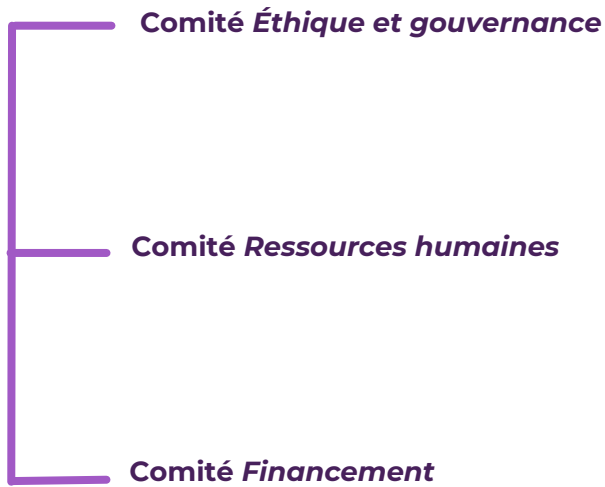 Comité Éthique et gouvernance
Comité Ressources humaines
Comité Financement